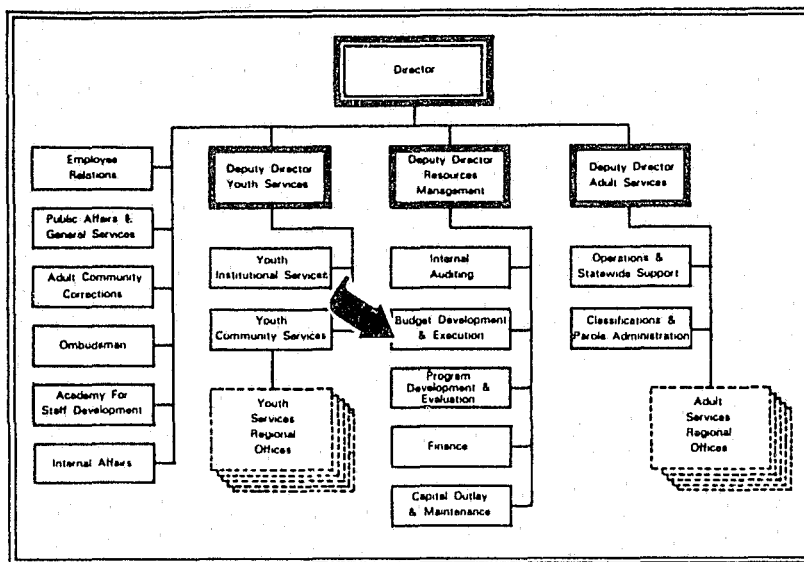 Director
Employee
Relations
Public Affairs &
General Services
Adult Community
Corrections
Ombudsman
Academy For
Staff Development
Internal Affairs
Deputy Director
Youth Services
Youth
Institutional Services
Youth
Community Services
Youth
Services
Regional
Offices
Deputy Director
Resources
Management
Internal
Auditing
Budget Development
& Execution
Program
Development &
Evaluation
Finance
Capital Outlay
& Maintenance
Deputy Director
Adult Services
Operations &
Statewide Support
Classifications &
Parole Administration
Adult
Services
Regional
Offices